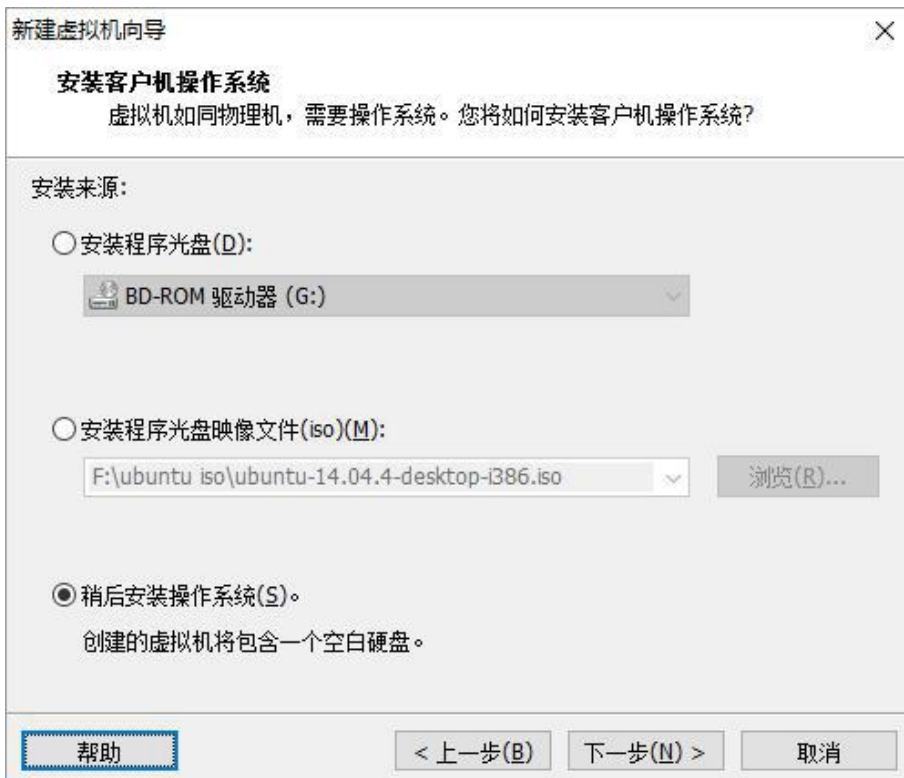 新建虚拟机向导
安装客户机操作系统
虚拟机如同物理机，需要操作系统。您将如何安装客户机操作系统?
安装来源:
安装程序光盘(D):
BD-ROM 驱动器 (G:)
安装程序光盘映像文件(iso)(M):
F:\ubuntu iso\ubuntu-14.04.4-desktop-i386.iso
浏览(R)...
稍后安装操作系统(S)。
创建的虚拟机将包含一个空白硬盘。
帮助
< 上一步(B)
下一步(N) >
取消